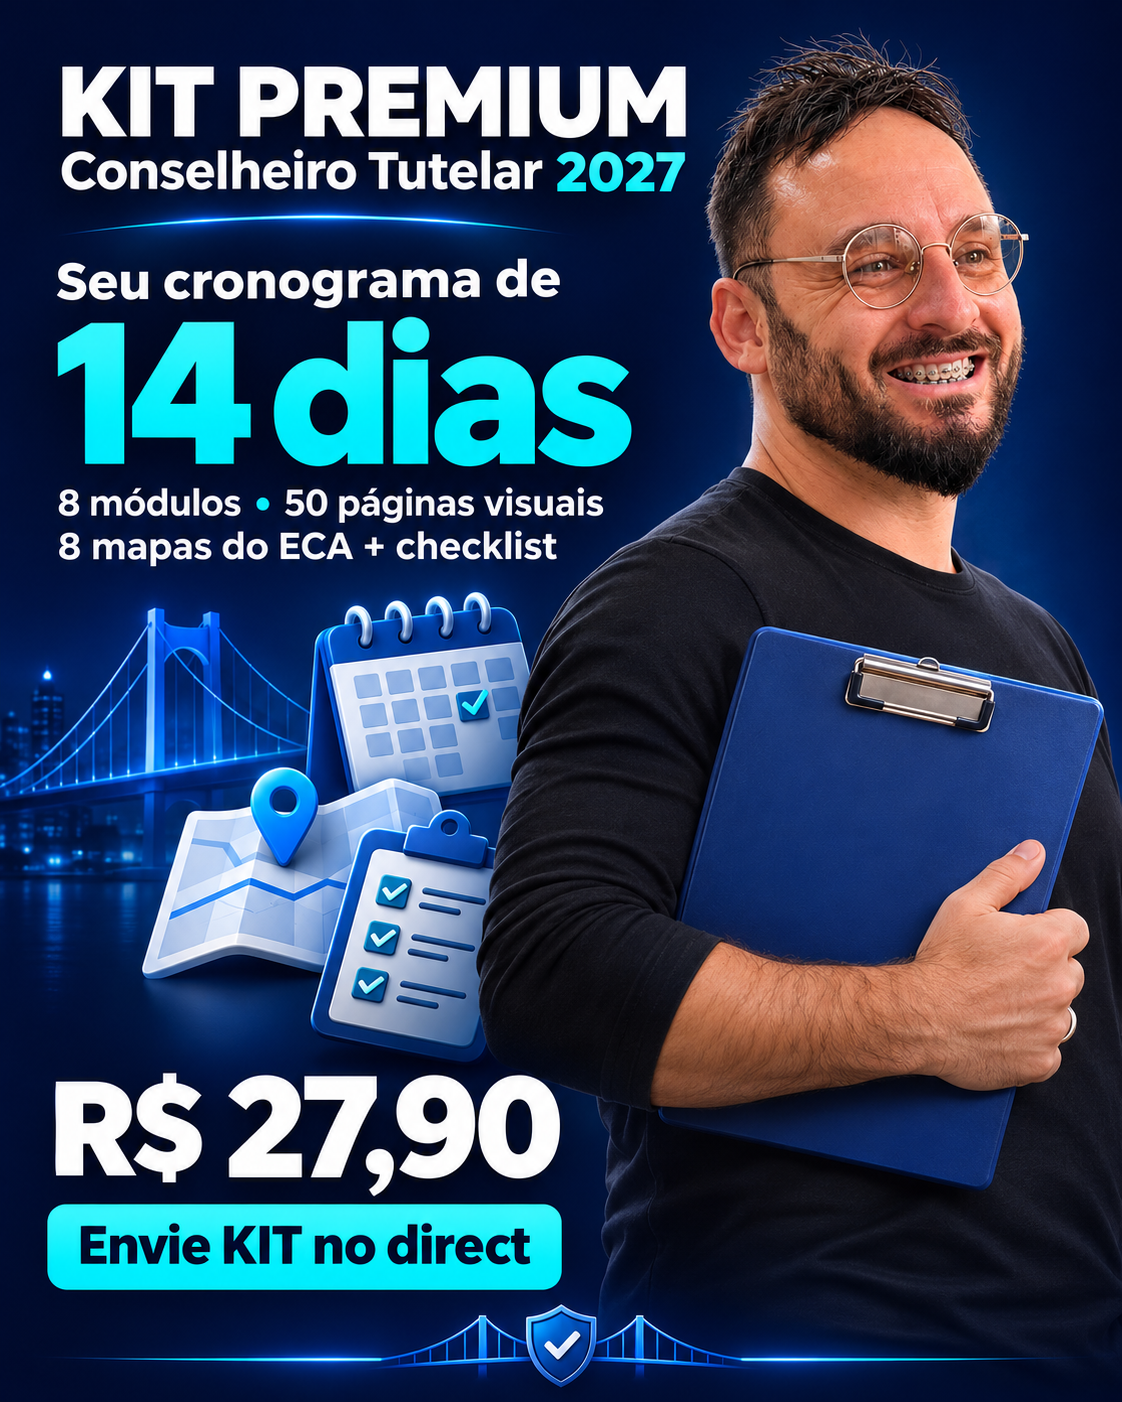 KIT PREMIUM
Conselheiro Tutelar 2027
Seu cronograma de
14 dias
8 módulos • 50 páginas visuais
8 mapas do ECA + checklist
R$ 27,90
Envie KIT no direct